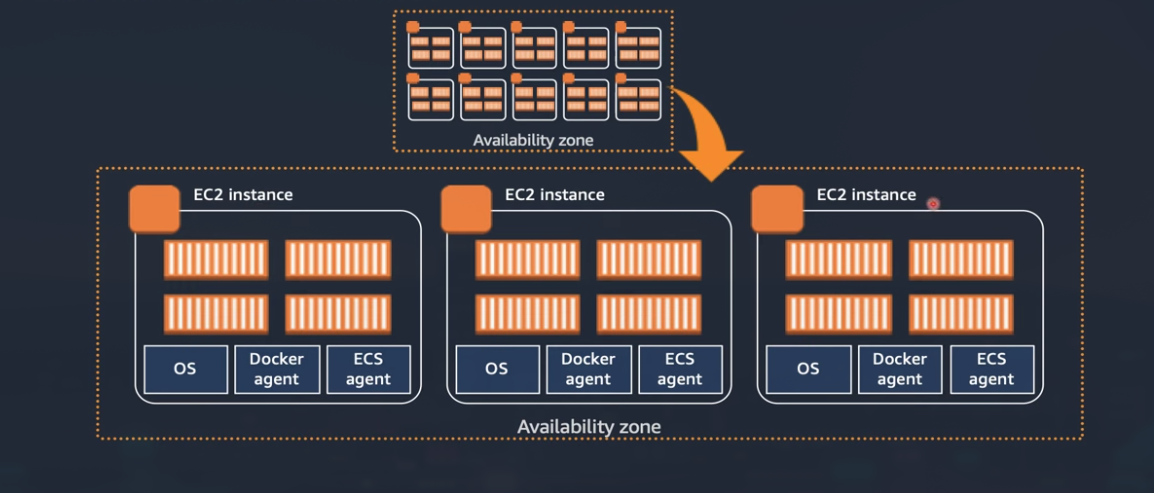 Availability zone
EC2 instance
EC2 instance
EC2 instance
OS
Docker
agent
ECS
agent
OS
Docker
agent
ECS
agent
OS
Docker
agent
ECS
agent
Availability zone